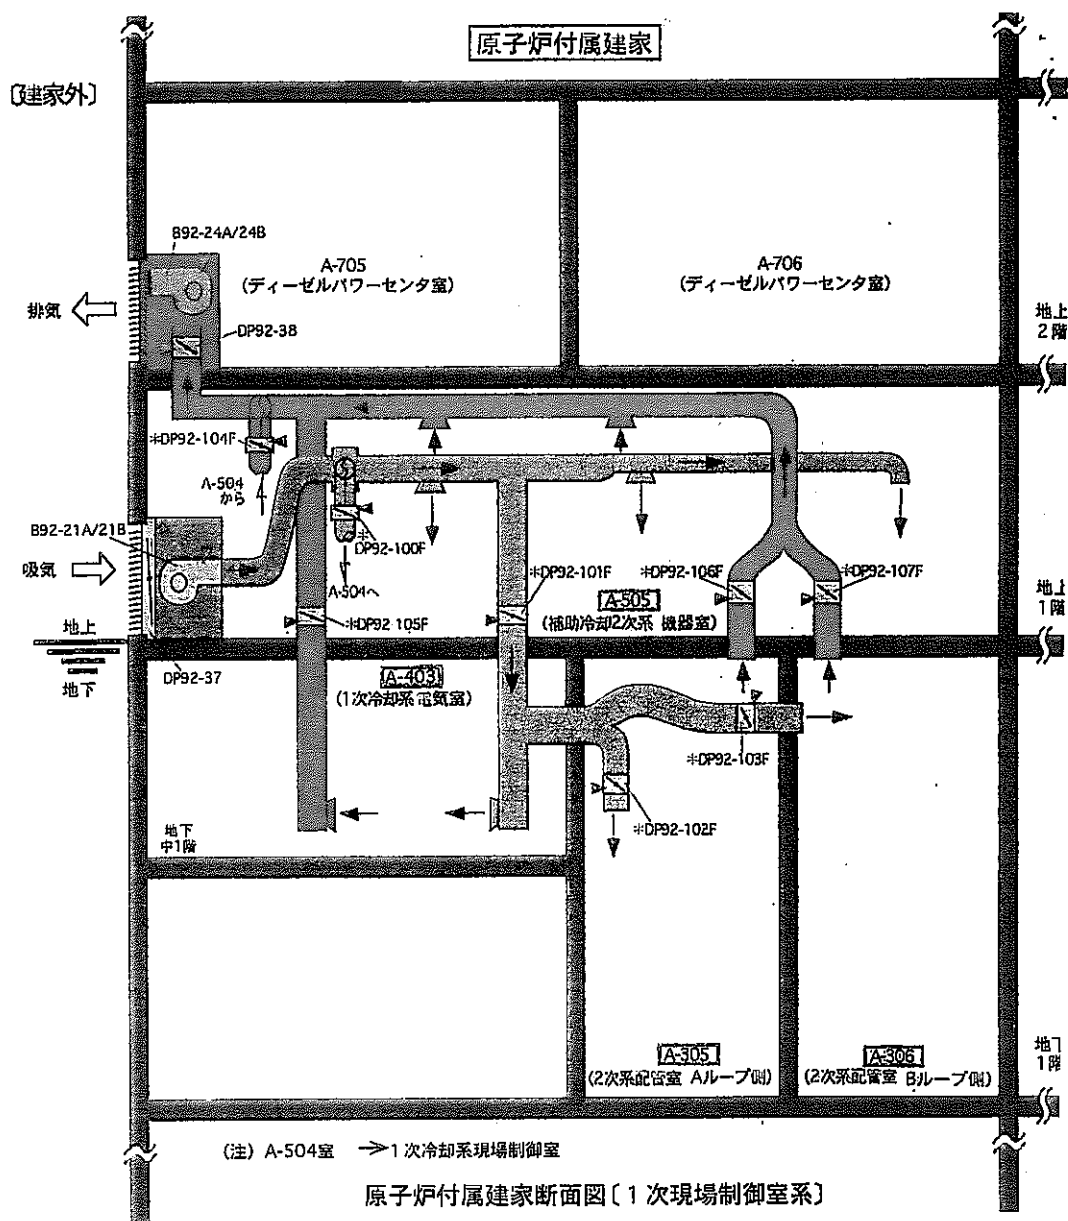 原子炉付属建家
〔建家外〕
B92-24A/24B
A-705
(ディーゼルパワーセンタ室)
A-706
(ディーゼルパワーセンタ室)
排気
DP92-38
地上
2階
*DP92-104F
A-504
から
B92-21A/21B
*
DP92-100F
吸気
A-504へ
*DP92-101F
*DP92-106F
*DP92-107F
A-505
(補助冷却2次系 機器室)
地上
1階
*DP92-105F
地上
地下
DP92-37
A-403
(1次冷却系電気室)
*DP92-103F
*DP92-102F
地下
中1階
A-305
(2次系配管室 Aループ側)
A-306
(2次系配管室 Bループ側)
地下
1階
(注) A-504室 → 1次冷却系現場制御室
原子炉付属建家断面図〔1次現場制御室系〕